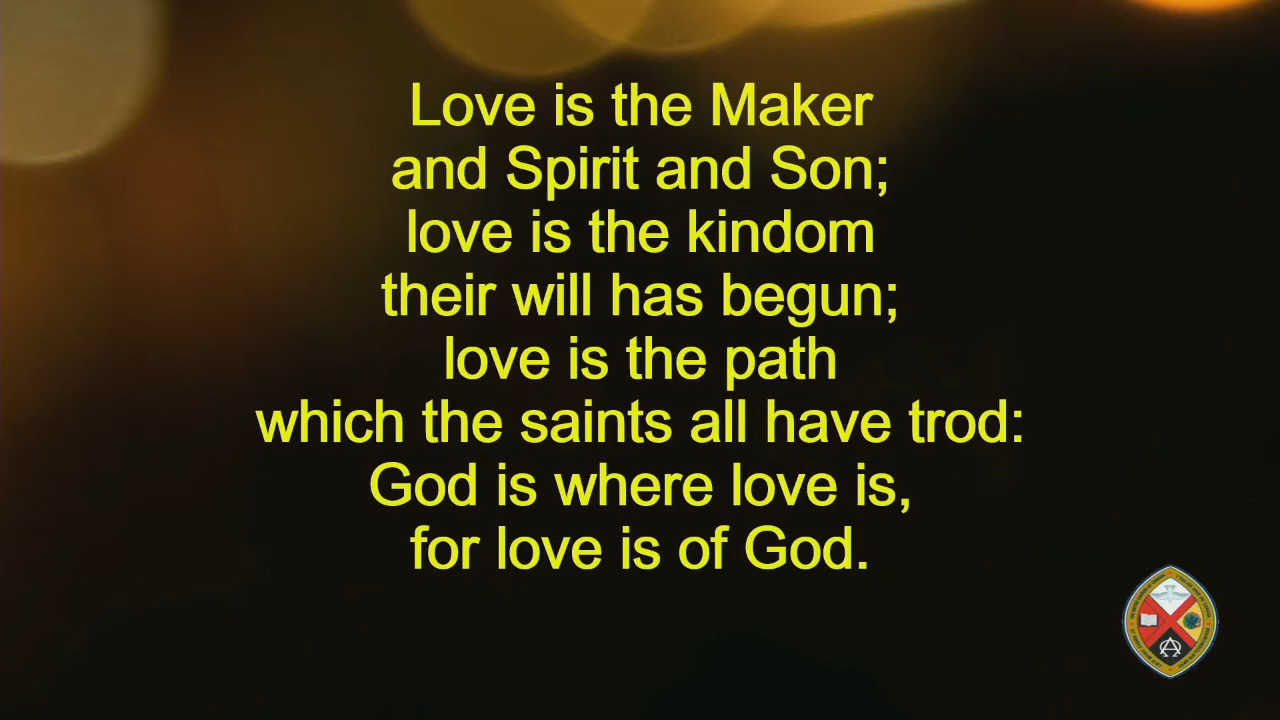 Love is the Maker
and Spirit and Son;
love is the kindom
their will has begun;
love is the path
which the saints all have trod:
God is where love is,
for love is of God.